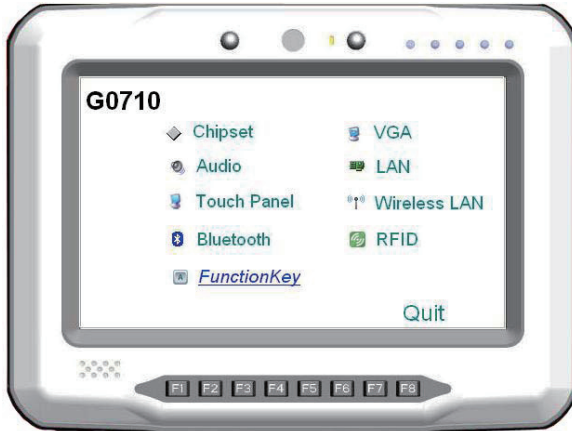 G0710
Chipset
VGA
Audio
LAN
Touch Panel
Wireless LAN
Bluetooth
RFID
FunctionKey
Quit
F1 F2 F3 F4 F5 F6 F7 F8